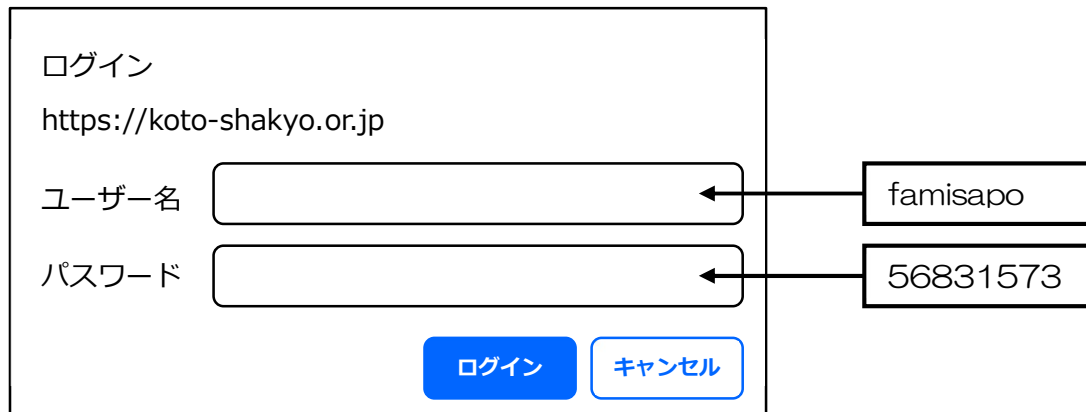 ログイン
https://koto-shakyo.or.jp
ユーザー名
famisapo
パスワード
56831573
ログイン
キャンセル